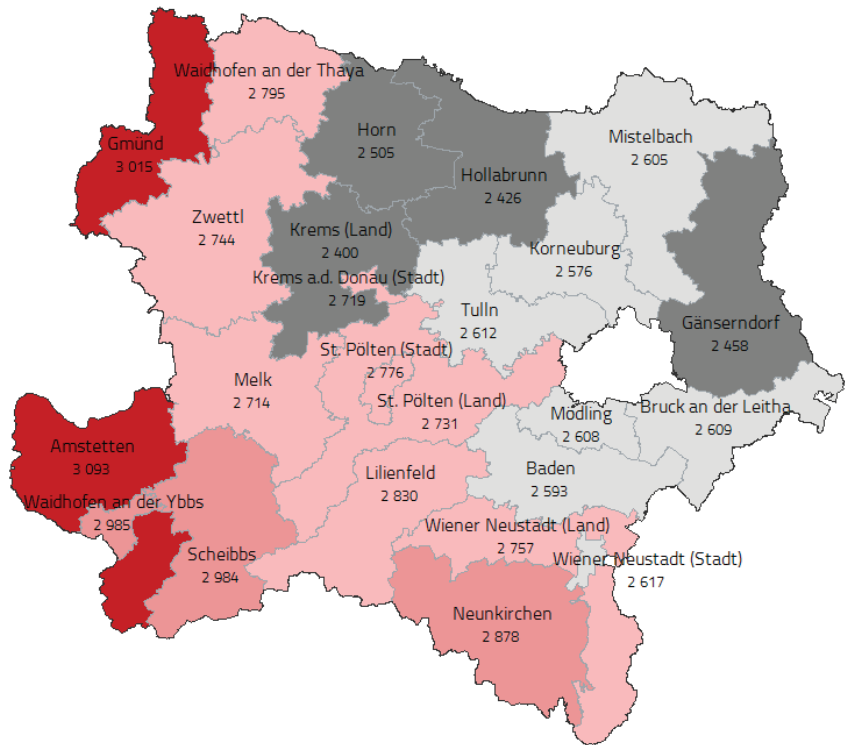 Waidhofen an der Thaya
2 795
Gmünd
3 015
Horn
2 505
Mistelbach
2 605
Hollabrunn
2 426
Zwettl
2 744
Krems (Land)
2 400
Korneuburg
2 576
Krems a.d. Donau (Stadt)
2 719
Tulln
2 612
Gänserndorf
2 458
St. Pölten (Stadt)
2 776
Melk
2 714
St. Pölten (Land)
2 731
Mödling
2 608
Bruck an der Leitha
2 609
Amstetten
3 093
Lilienfeld
2 830
Baden
2 593
Waidhofen an der Ybbs
2 985
Wiener Neustadt (Land)
2 757
Scheibbs
2 984
Wiener Neustadt (Stadt)
2 617
Neunkirchen
2 878